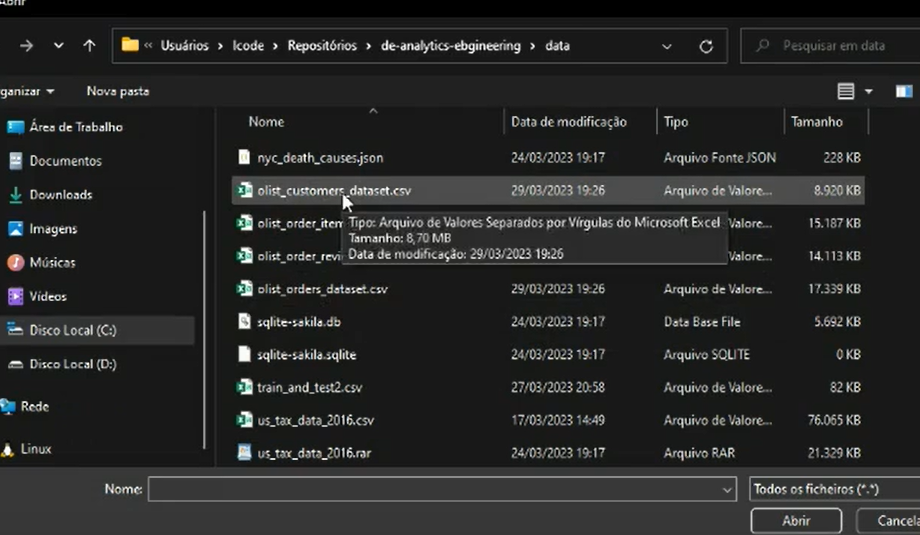 Abrir
« Usuários > lcode > Repositórios > de-analytics-ebgineering > data
Pesquisar em data
ganizar
Nova pasta
Nome
Data de modificação
Tipo
Tamanho
Área de Trabalho
Documentos
Downloads
Imagens
Músicas
Vídeos
Disco Local (C:)
Disco Local (D:)
Rede
Linux
nyc_death_causes.json 24/03/2023 19:17 Arquivo Fonte JSON 228 KB
olist_customers_dataset.csv 29/03/2023 19:26 Arquivo de Valore... 8.920 KB
olist_order_item Valore... 15.187 KB
olist_order_revi Valore... 14.113 KB
Tipo: Arquivo de Valores Separados por Vírgulas do Microsoft Excel
Tamanho: 8,70 MB
Data de modificação: 29/03/2023 19:26
olist_orders_dataset.csv 29/03/2023 19:26 Arquivo de Valore... 17.339 KB
sqlite-sakila.db 24/03/2023 19:17 Data Base File 5.692 KB
sqlite-sakila.sqlite 24/03/2023 19:17 Arquivo SQLITE 0 KB
train_and_test2.csv 27/03/2023 20:58 Arquivo de Valore... 82 KB
us_tax_data_2016.csv 17/03/2023 14:49 Arquivo de Valore... 76.065 KB
us_tax_data_2016.rar 24/03/2023 19:17 Arquivo RAR 21.329 KB
Nome:
Todos os ficheiros (*.*)
Abrir
Cancela